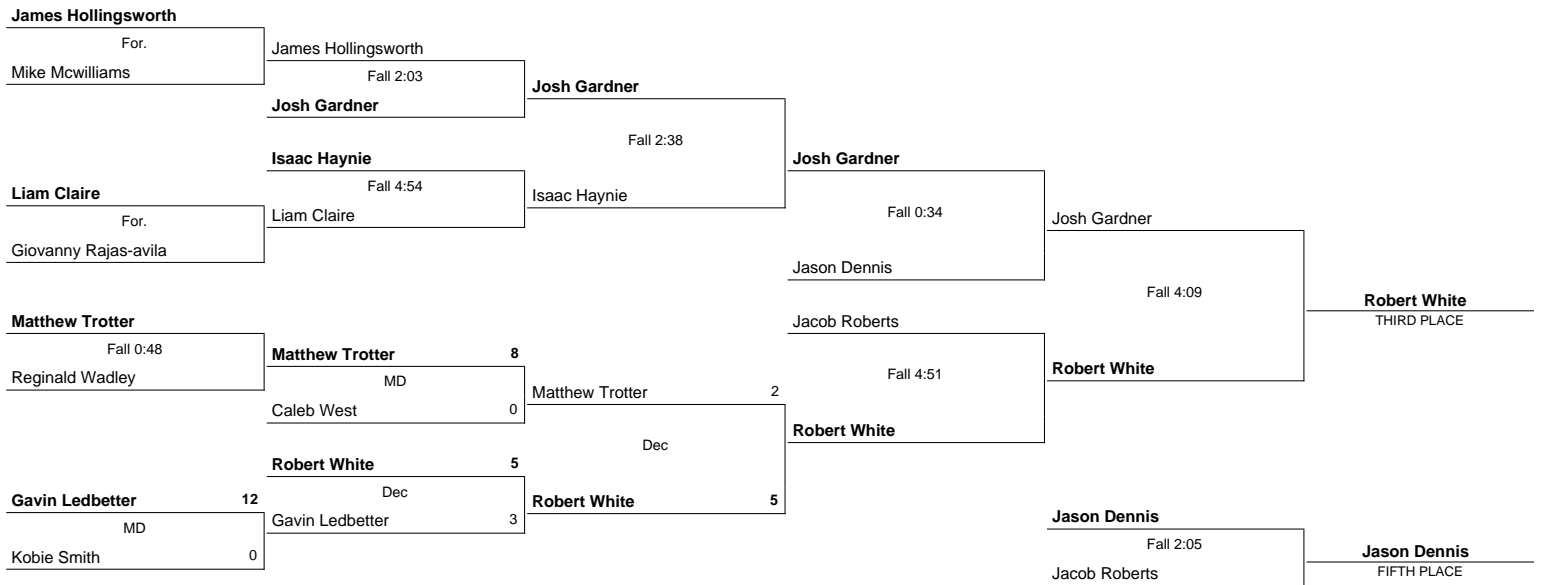 James Hollingsworth
For.
Mike Mcwilliams
James Hollingsworth
Fall 2:03
Josh Gardner
Josh Gardner
Fall 2:38
Isaac Haynie
Isaac Haynie
Fall 4:54
Liam Claire
Liam Claire
For.
Giovanny Rajas-avila
Josh Gardner
Fall 0:34
Jason Dennis
Josh Gardner
Fall 4:09
Robert White
Robert White
THIRD PLACE
Matthew Trotter
Fall 0:48
Reginald Wadley
Matthew Trotter 8
MD
Caleb West 0
Matthew Trotter 2
Dec
Robert White 5
Robert White 5
Dec
Gavin Ledbetter 3
Gavin Ledbetter 12
MD
Kobie Smith 0
Jacob Roberts
Fall 4:51
Robert White
Jason Dennis
Fall 2:05
Jacob Roberts
Jason Dennis
FIFTH PLACE